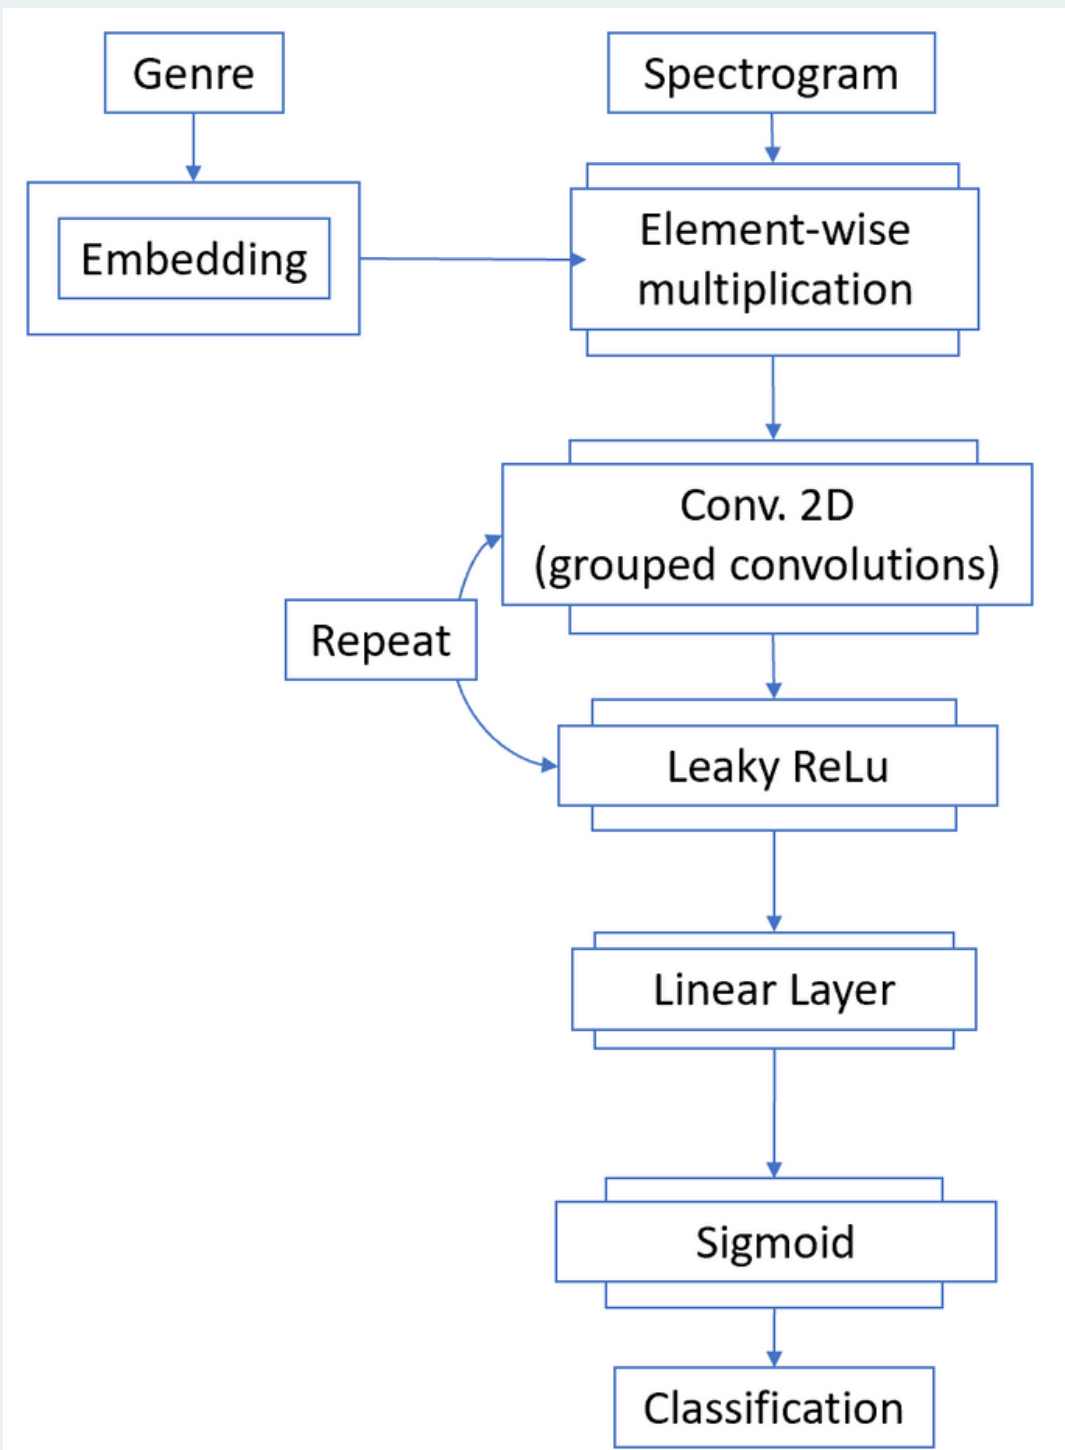 Genre
Spectrogram
Embedding
Element-wise
multiplication
Conv. 2D
(grouped convolutions)
Repeat
Leaky ReLu
Linear Layer
Sigmoid
Classification